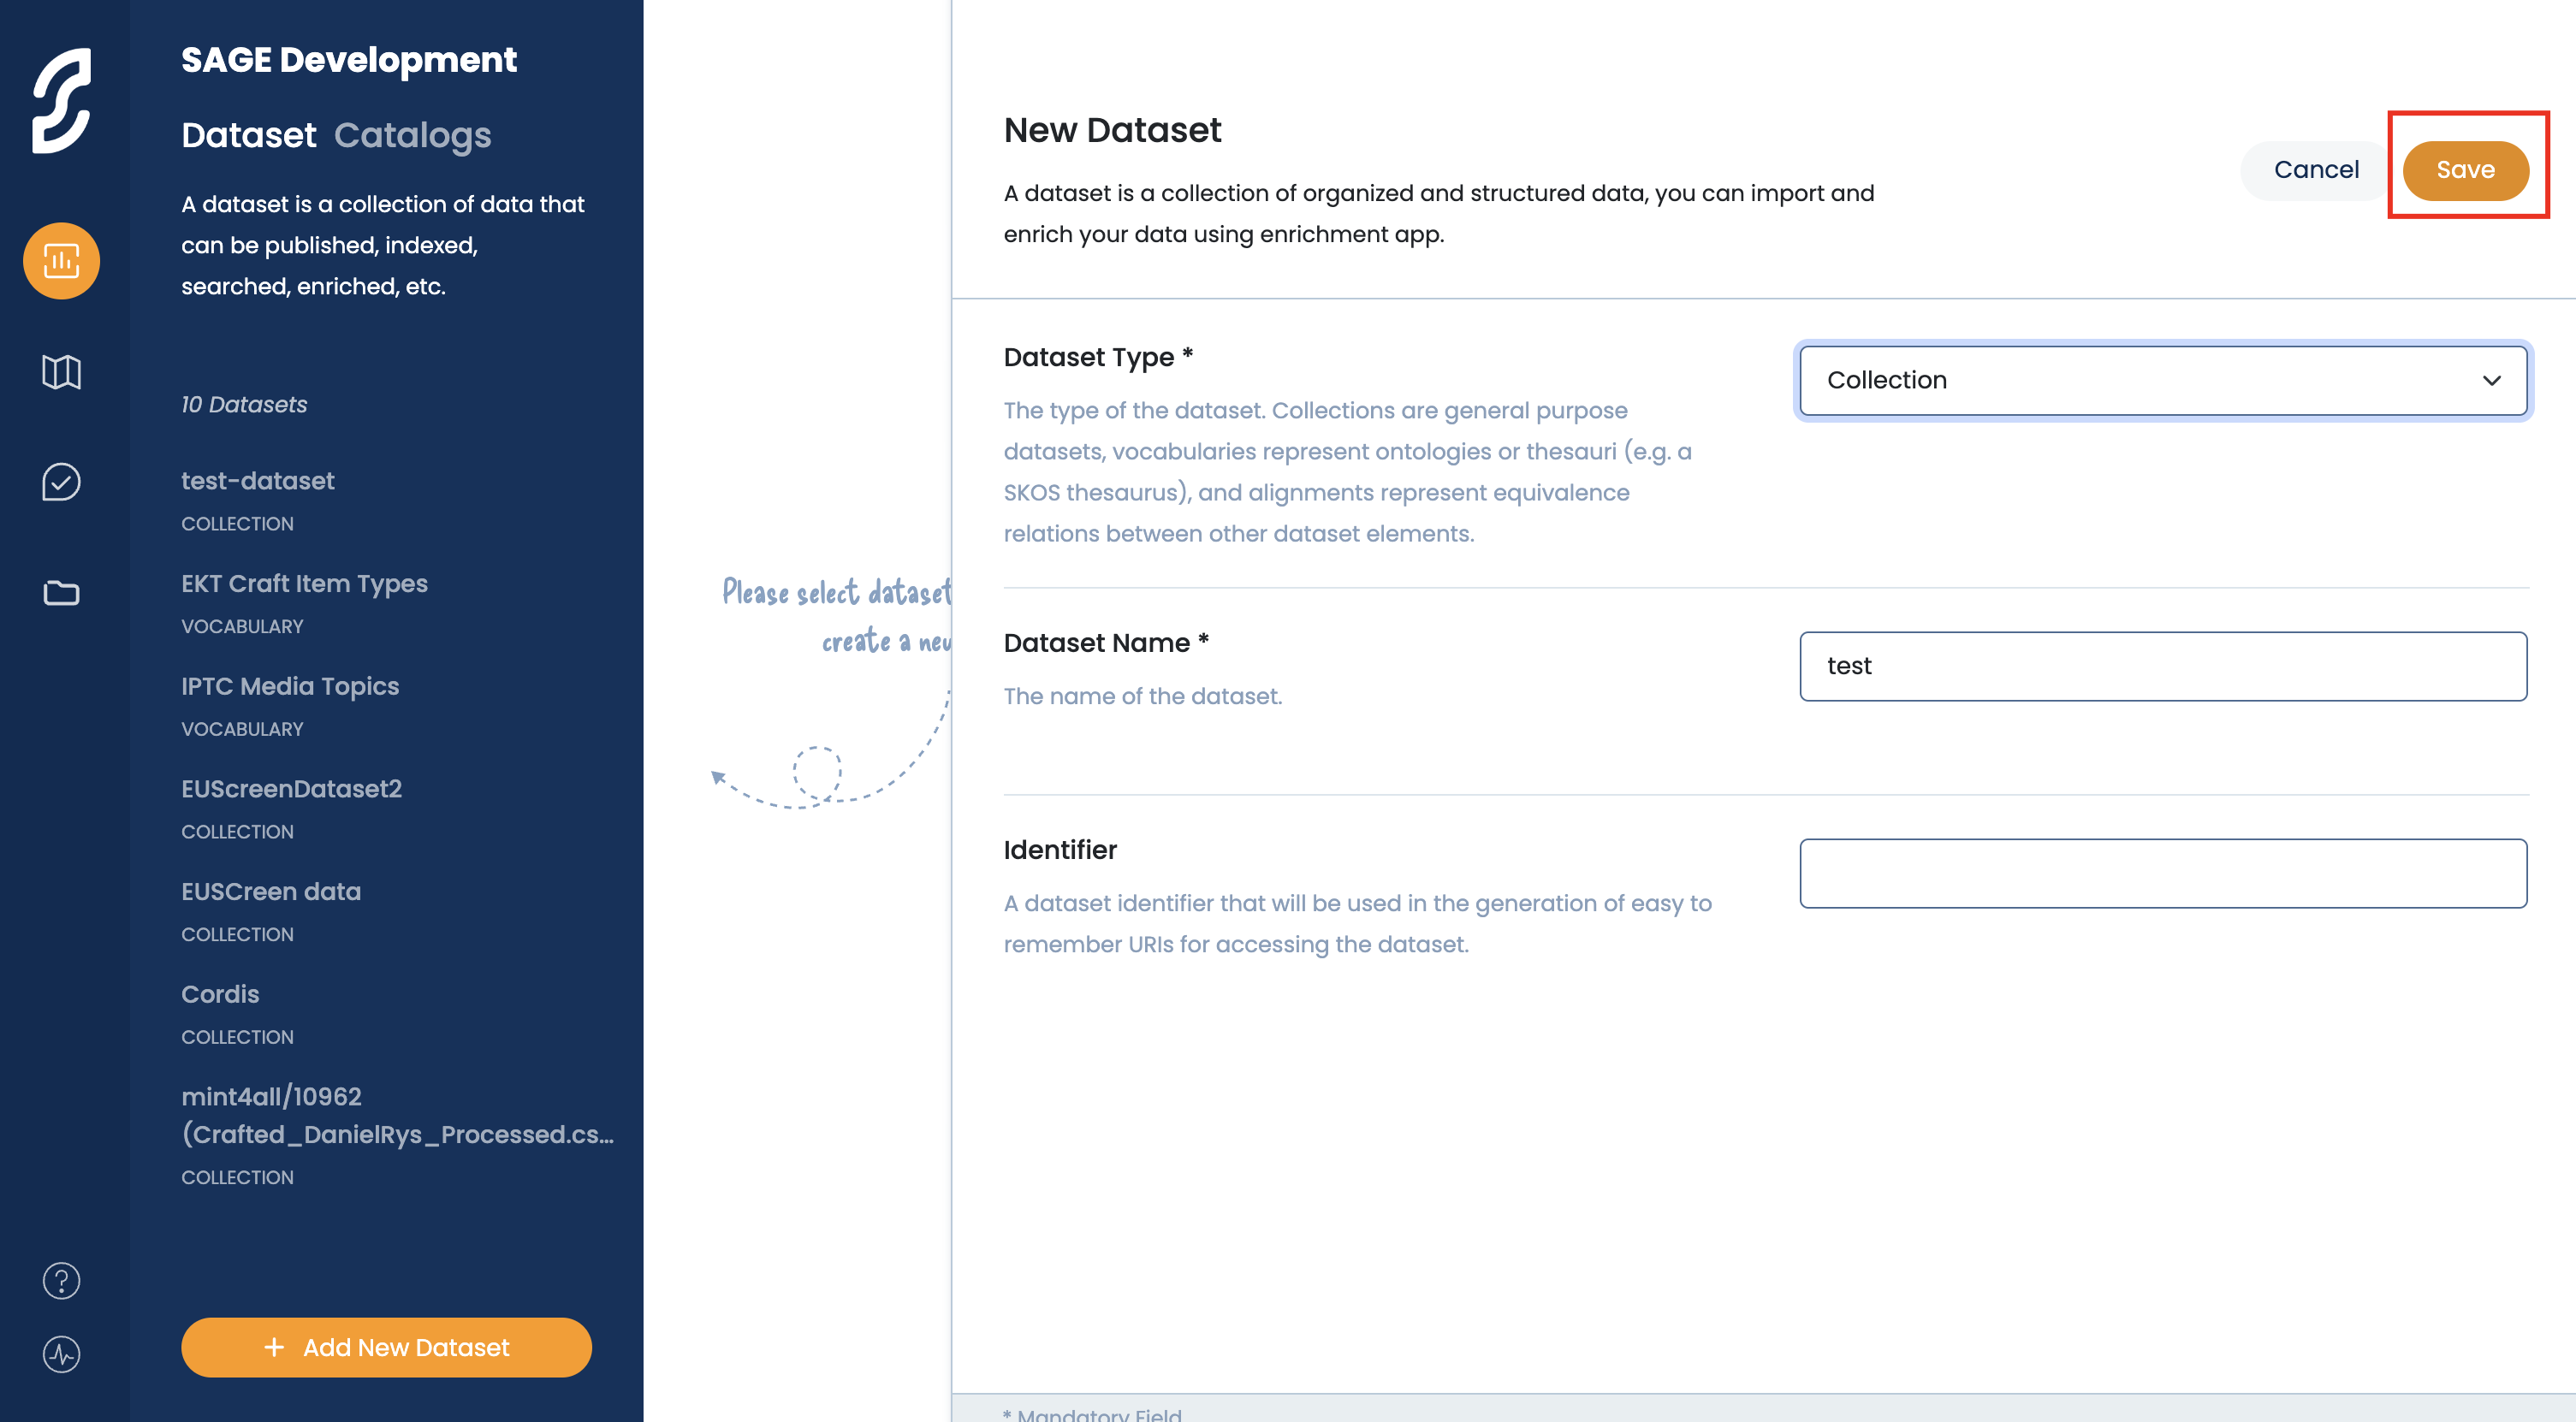 SAGE Development
Dataset Catalogs
A dataset is a collection of data that
can be published, indexed,
searched, enriched, etc.
10 Datasets
test-dataset
COLLECTION
EKT Craft Item Types
VOCABULARY
IPTC Media Topics
VOCABULARY
EUScreenDataset2
COLLECTION
EUSCreen data
COLLECTION
Cordis
COLLECTION
mint4all/10962
(Crafted_DanielRys_Processed.cs...
COLLECTION
+ Add New Dataset
Please select dataset
create a new
New Dataset
A dataset is a collection of organized and structured data, you can import and
enrich your data using enrichment app.
Cancel
Save
Dataset Type *
The type of the dataset. Collections are general purpose
datasets, vocabularies represent ontologies or thesauri (e.g. a
SKOS thesaurus), and alignments represent equivalence
relations between other dataset elements.
Collection
Dataset Name *
The name of the dataset.
test
Identifier
A dataset identifier that will be used in the generation of easy to
remember URIs for accessing the dataset.
* Mandatory Field